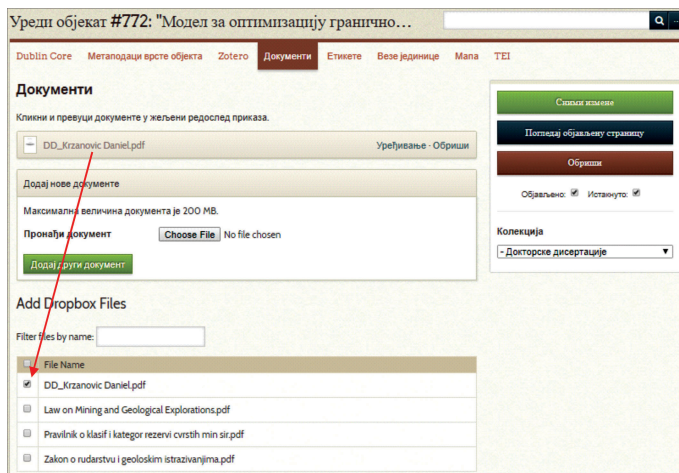 Уреди објекат #772: "Модел за оптимизацију гранично...
Dublin Core Метаподаци врсте објекта Zotero Документи Етикете Везе јединице Мапа TEI
Документи
Кликни и превуци документе у жељени редослед приказа.
DD_Krzanovic Daniel.pdf Уређивање · Обриши
Додај нове документе
Максимална величина документа је 200 MB.
Пронађи документ Choose File No file chosen
Додај други документ
Add Dropbox Files
Filter files by name:
File Name
DD_Krzanovic Daniel.pdf
Law on Mining and Geological Explorations.pdf
Pravilnik o klasif i kategor rezervi cvrstih min sir.pdf
Zakon o rudarstvu i geoloskim istrazivanjima.pdf
Сними измене
Погледај објављену страницу
Обриши
Објављено: Истакнуто:
Колекција
- Докторске дисертације